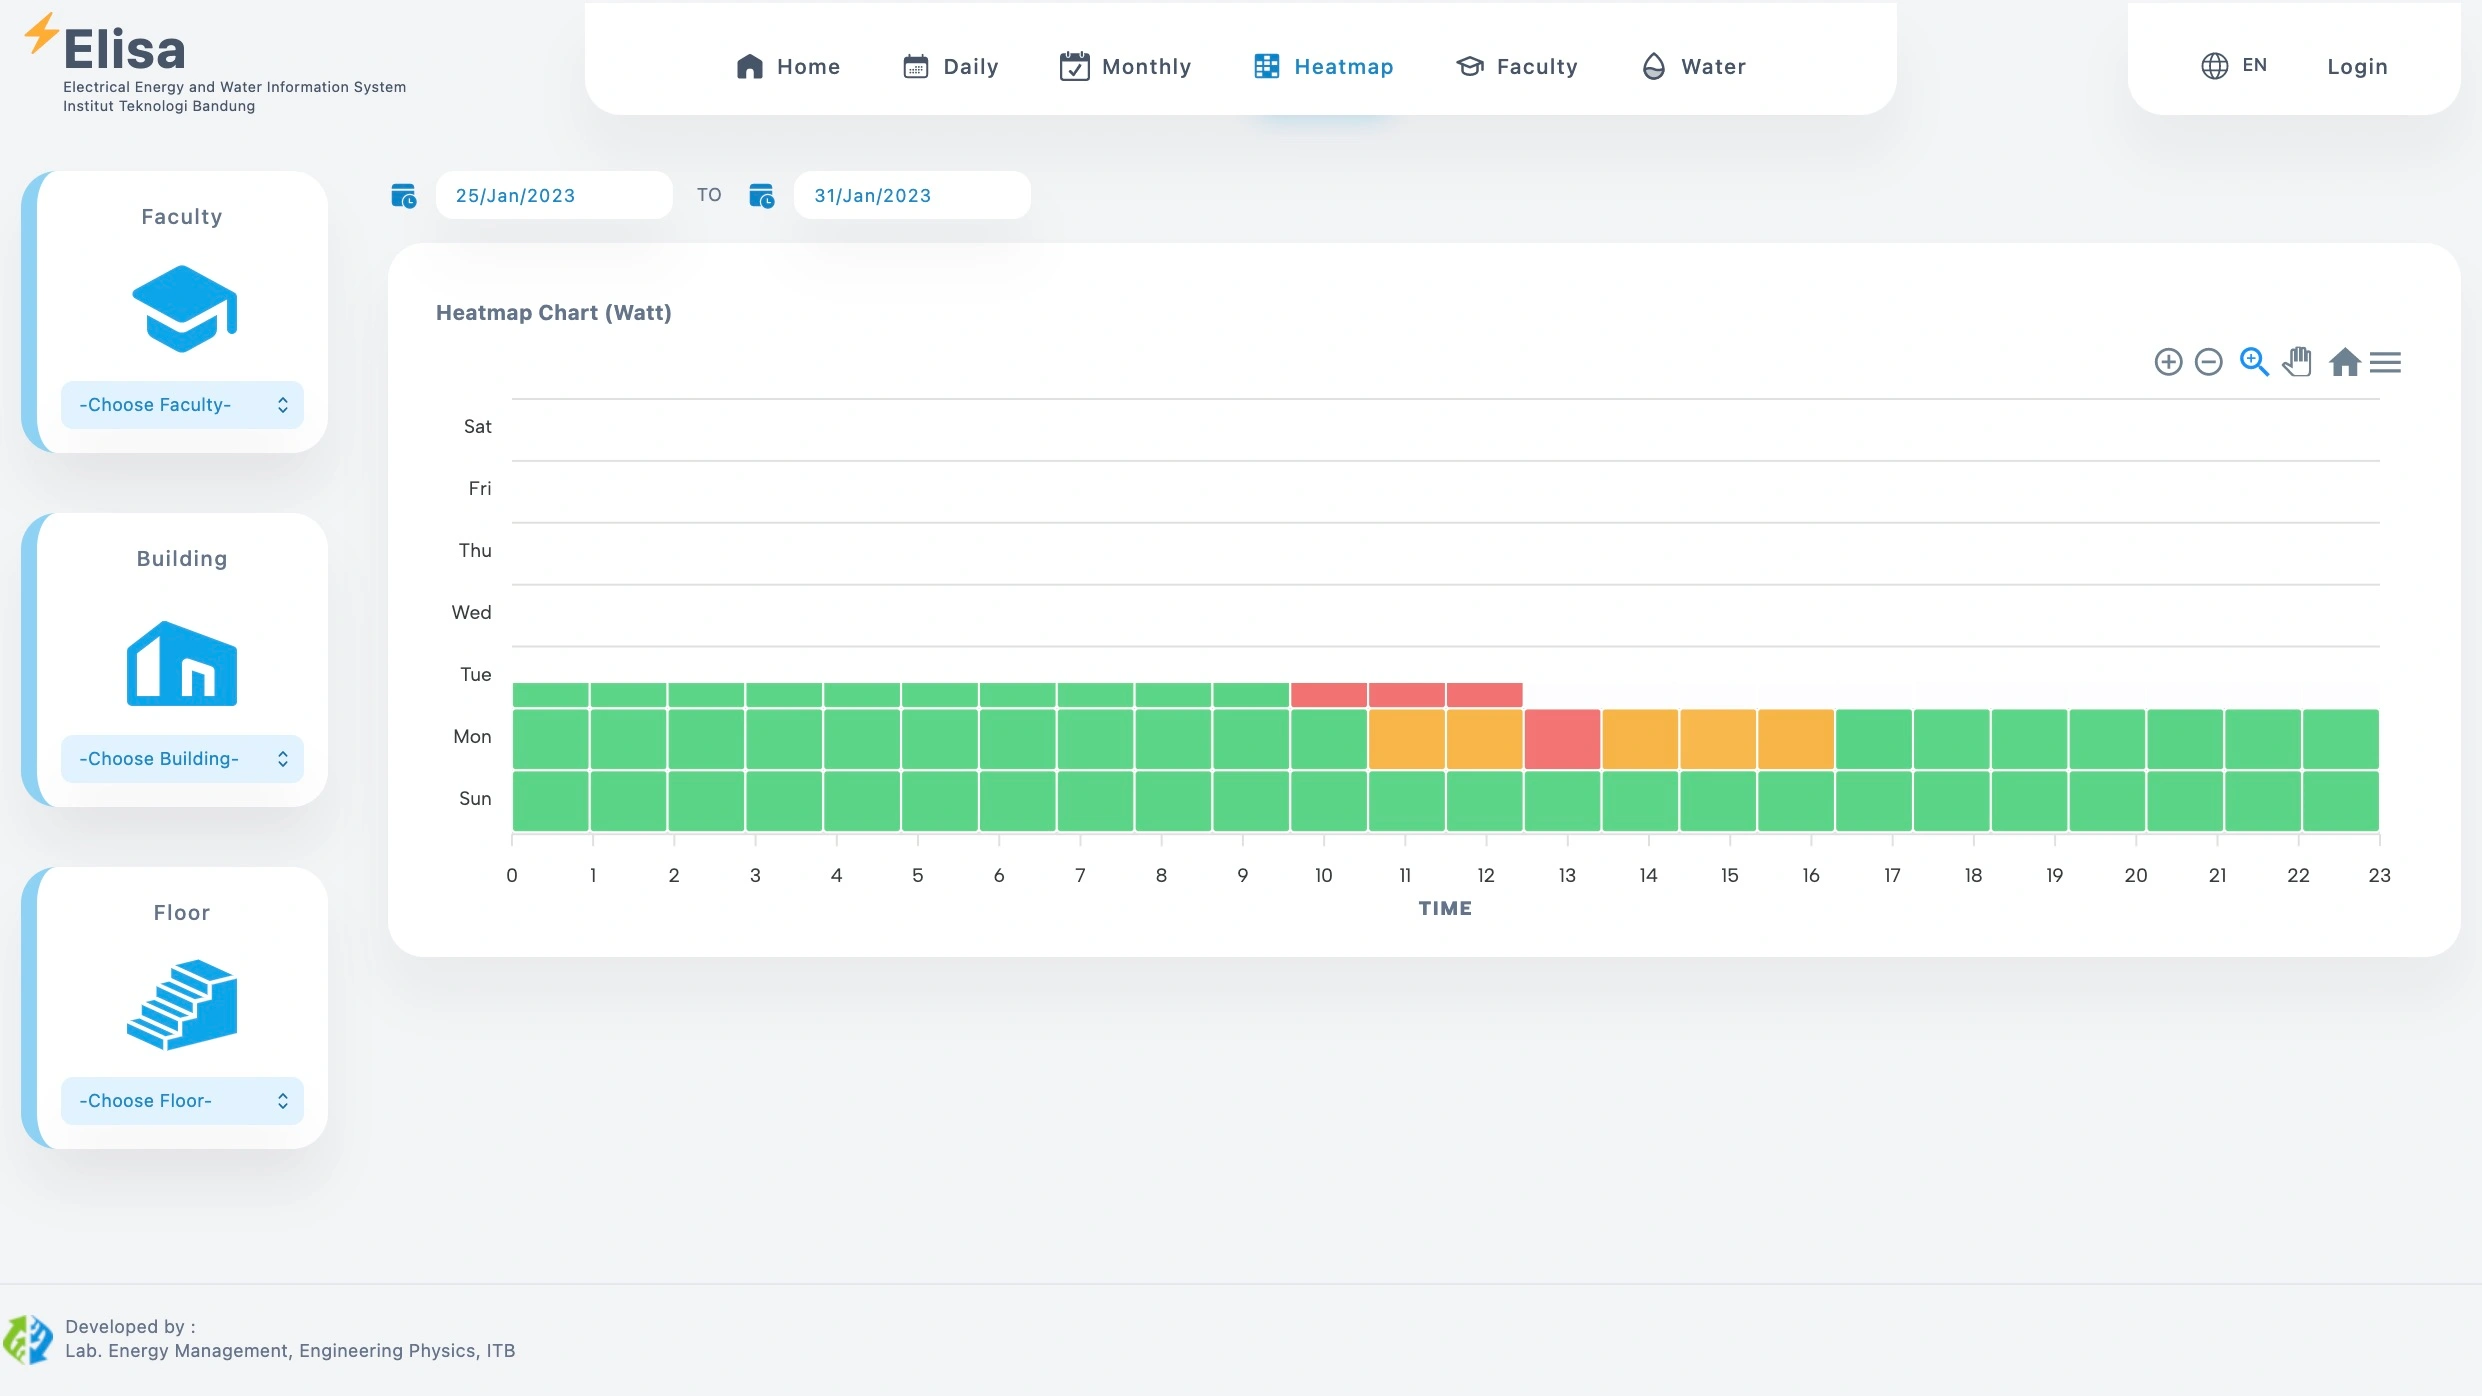 Elisa
Electrical Energy and Water Information System
Institut Teknologi Bandung
Home
Daily
Monthly
Heatmap
Faculty
Water
EN
Login
Faculty
-Choose Faculty-
Building
-Choose Building-
Floor
-Choose Floor-
25/Jan/2023
TO
31/Jan/2023
Heatmap Chart (Watt)
Sat
Fri
Thu
Wed
Tue
Mon
Sun
0 1 2 3 4 5 6 7 8 9 10 11 12 13 14 15 16 17 18 19 20 21 22 23
TIME
Developed by :
Lab. Energy Management, Engineering Physics, ITB